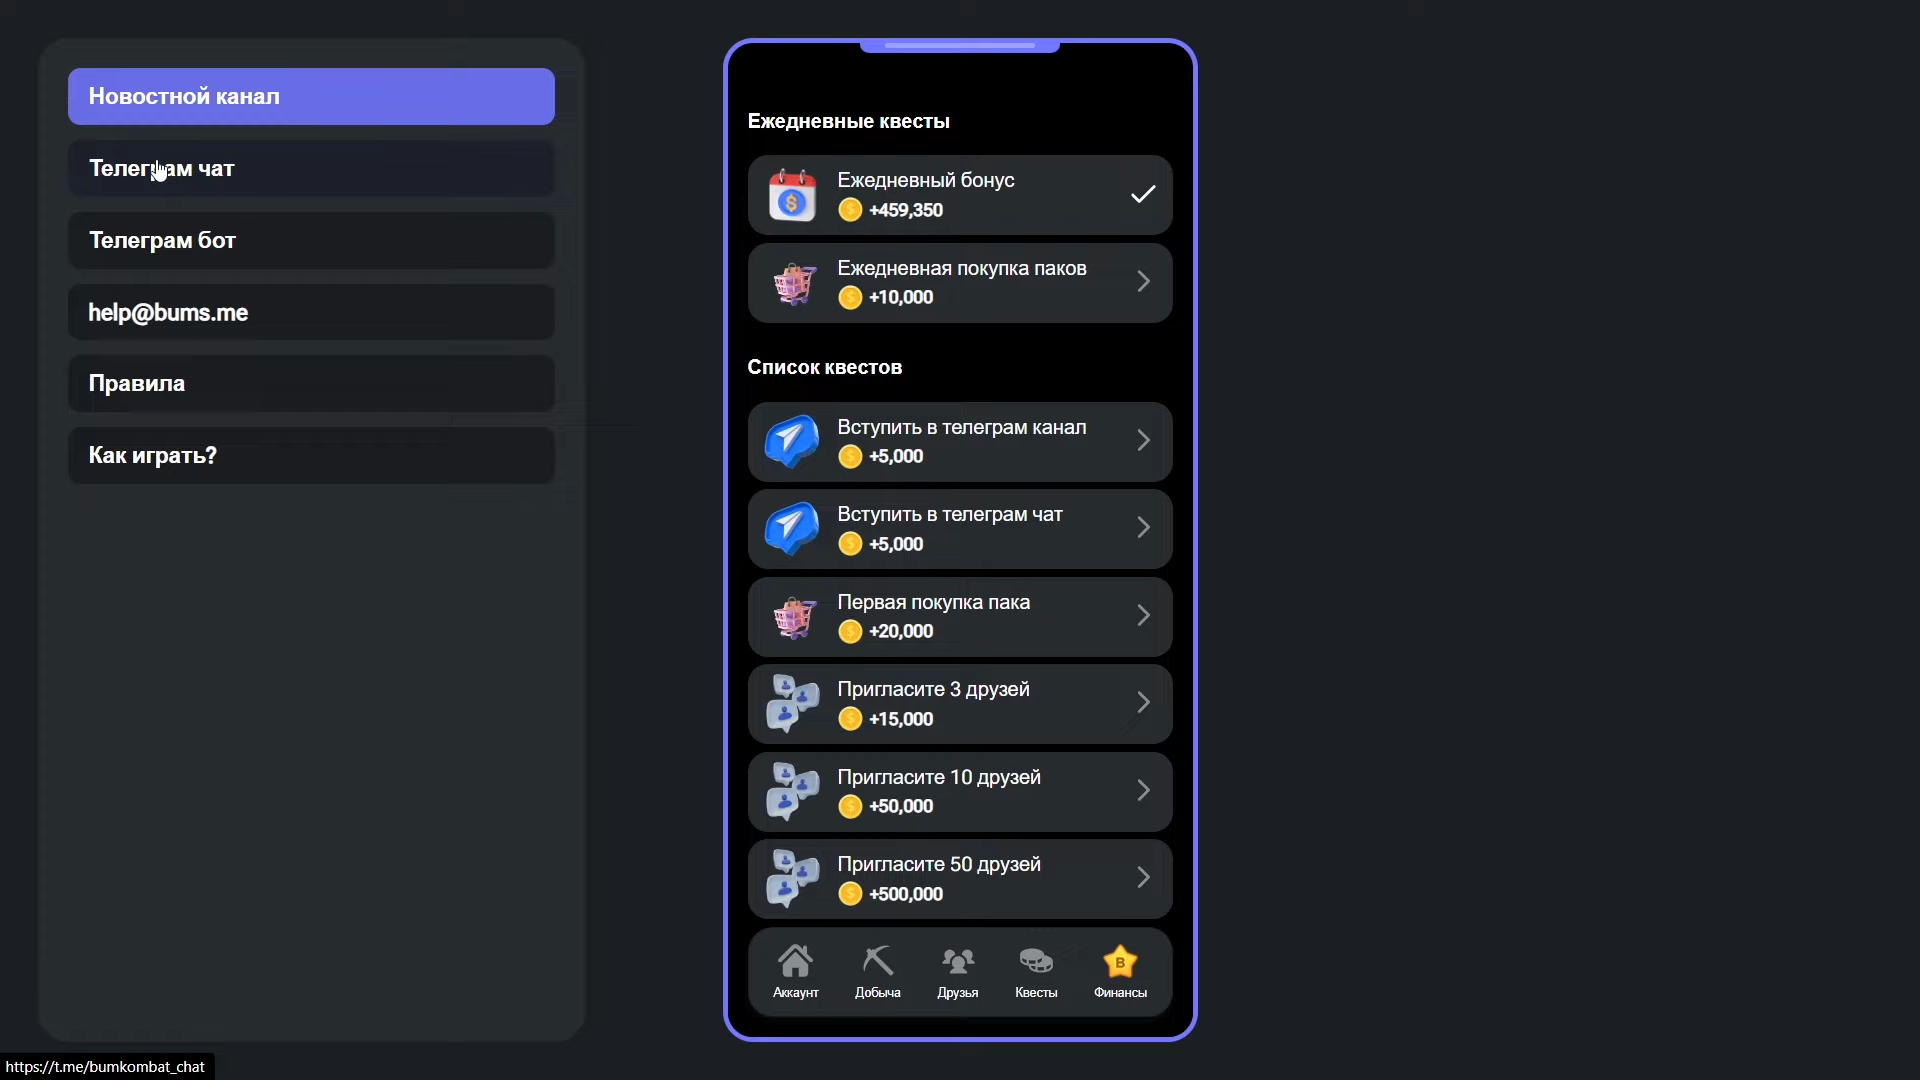 Новостной канал
Телеграм чат
Телеграм бот
help@bums.me
Правила
Как играть?
Ежедневные квесты
Ежедневный бонус
+459,350
Ежедневная покупка паков
+10,000
Список квестов
Вступить в телеграм канал
+5,000
Вступить в телеграм чат
+5,000
Первая покупка пака
+20,000
Пригласите 3 друзей
+15,000
Пригласите 10 друзей
+50,000
Пригласите 50 друзей
+500,000
B
Аккаунт Добыча Друзья Квесты Финансы
https://t.me/bumkombat_chat